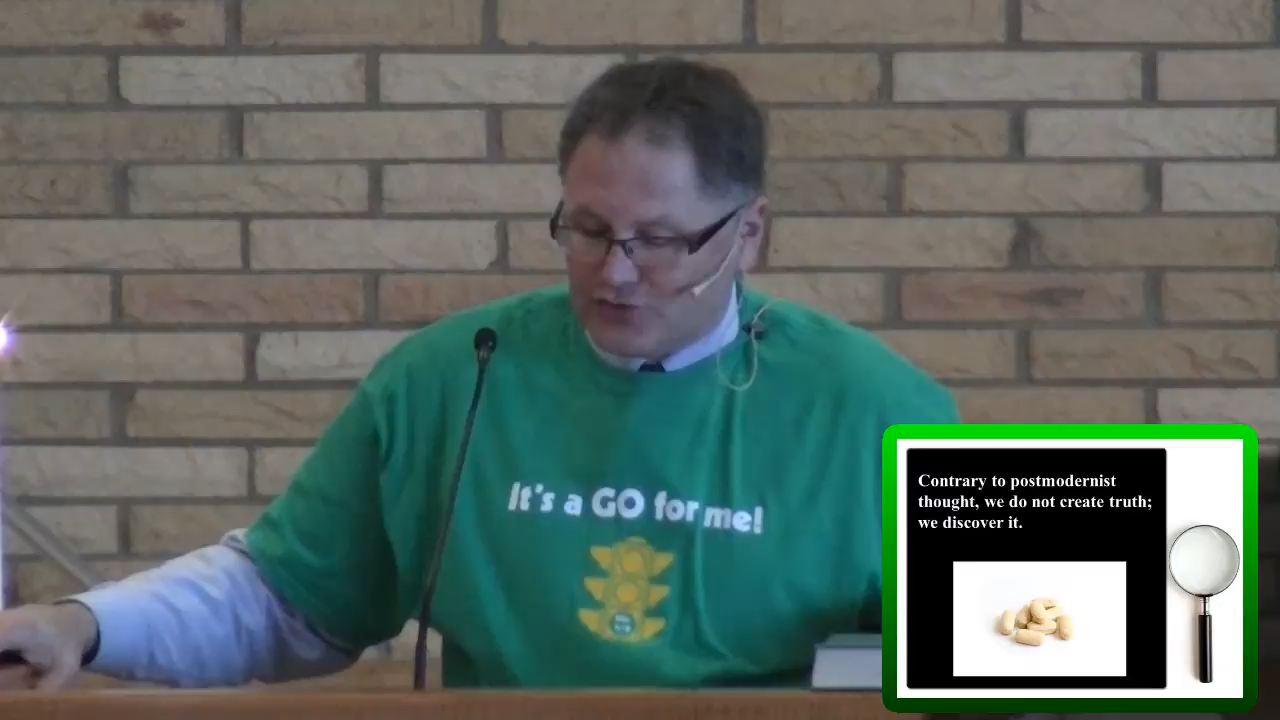 It's a GO for me!
Contrary to postmodernist
thought, we do not create truth;
we discover it.